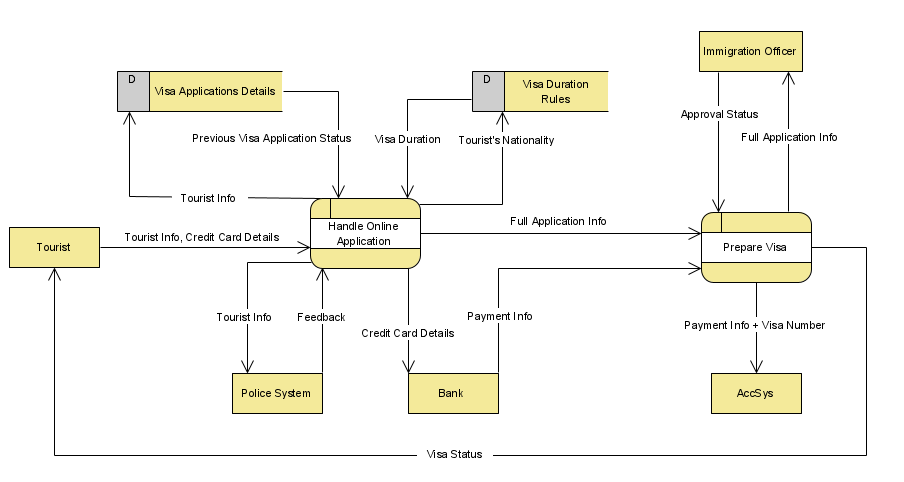 Immigration Officer
D
Visa Applications Details
D
Visa Duration
Rules
Approval Status
Full Application Info
Previous Visa Application Status
Visa Duration
Tourist's Nationality
Tourist Info
Handle Online
Application
Full Application Info
Tourist
Tourist Info, Credit Card Details
Prepare Visa
Tourist Info
Feedback
Credit Card Details
Payment Info
Payment Info + Visa Number
Police System
Bank
AccSys
Visa Status